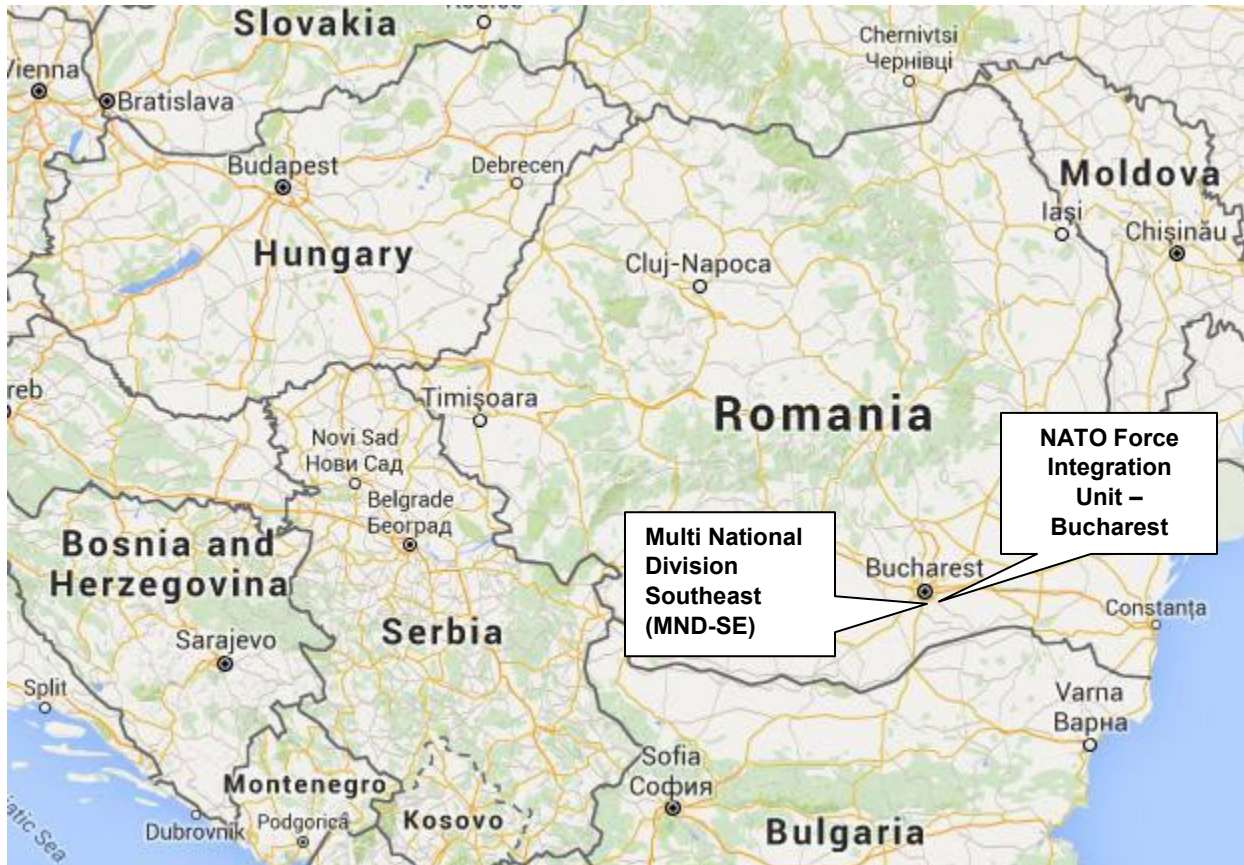 Slovakia
Chernivtsi
Чернівці
Vienna
Bratislava
Budapest
Debrecen
Moldova
Iași
Chișinău
Hungary
Cluj-Napoca
reb
Timișoara
Romania
Novi Sad
Нови Сад
Belgrade
Београд
NATO Force
Integration
Unit –
Bucharest
Multi National
Division
Southeast
(MND-SE)
Bucharest
Constanța
Bosnia and
Herzegovina
Serbia
Sarajevo
Split
Varna
Варна
Sofia
София
Montenegro
Kosovo
Dubrovnik
Podgorica
Bulgaria
atic Sea